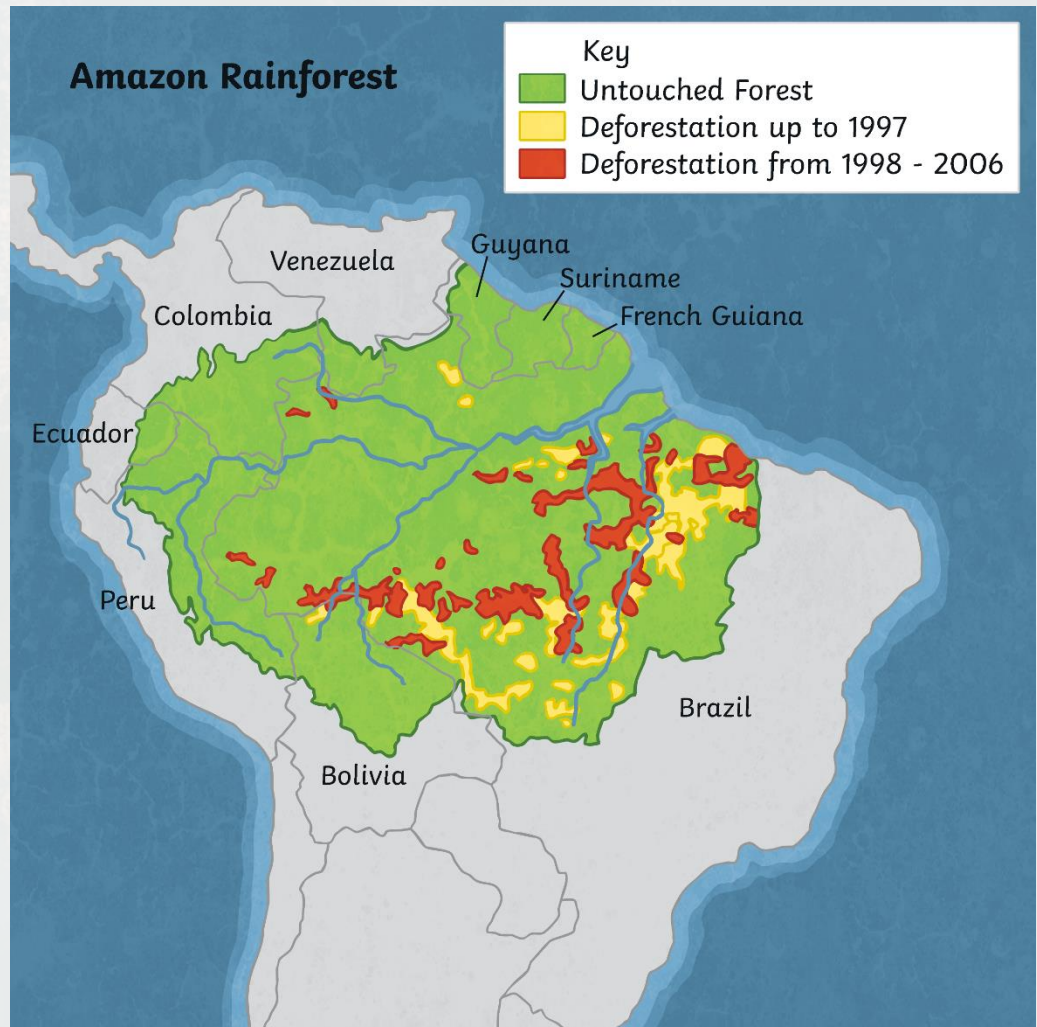 Amazon Rainforest
Key
Untouched Forest
Deforestation up to 1997
Deforestation from 1998 - 2006
Guyana
Venezuela
Suriname
Colombia
French Guiana
Ecuador
Peru
Brazil
Bolivia